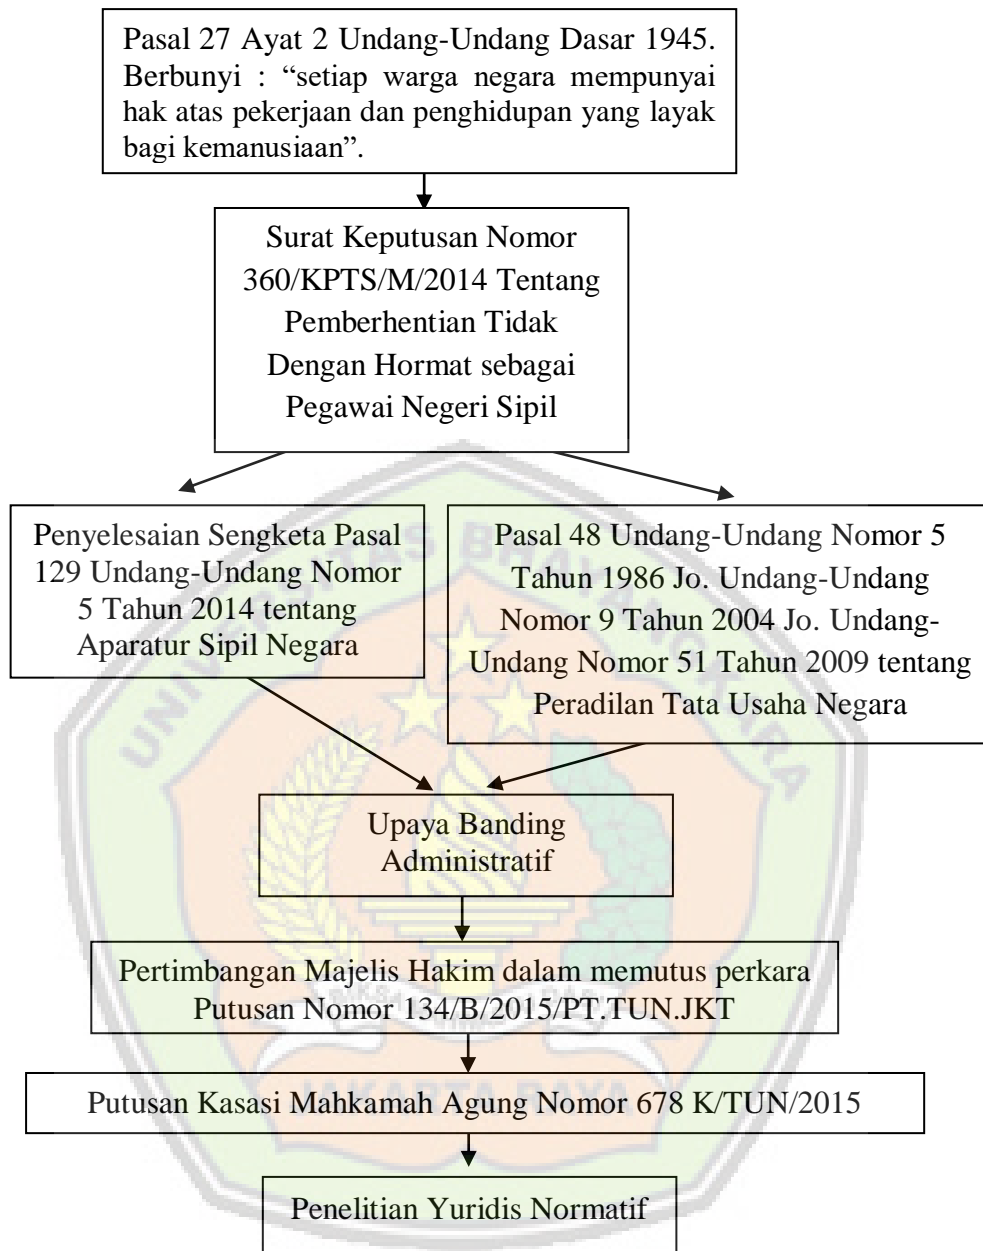 Pasal 27 Ayat 2 Undang-Undang Dasar 1945.
Berbunyi : “setiap warga negara mempunyai
hak atas pekerjaan dan penghidupan yang layak
bagi kemanusiaan”.
Surat Keputusan Nomor
360/KPTS/M/2014 Tentang
Pemberhentian Tidak
Dengan Hormat sebagai
Pegawai Negeri Sipil
Penyelesaian Sengketa Pasal
129 Undang-Undang Nomor
5 Tahun 2014 tentang
Aparatur Sipil Negara
Pasal 48 Undang-Undang Nomor 5
Tahun 1986 Jo. Undang-Undang
Nomor 9 Tahun 2004 Jo. Undang-
Undang Nomor 51 Tahun 2009 tentang
Peradilan Tata Usaha Negara
UNIVERSITAS BHAYANGKARA
Upaya Banding
Administratif
Pertimbangan Majelis Hakim dalam memutus perkara
Putusan Nomor 134/B/2015/PT.TUN.JKT
Putusan Kasasi Mahkamah Agung Nomor 678 K/TUN/2015
JAKARTA RAYA
Penelitian Yuridis Normatif